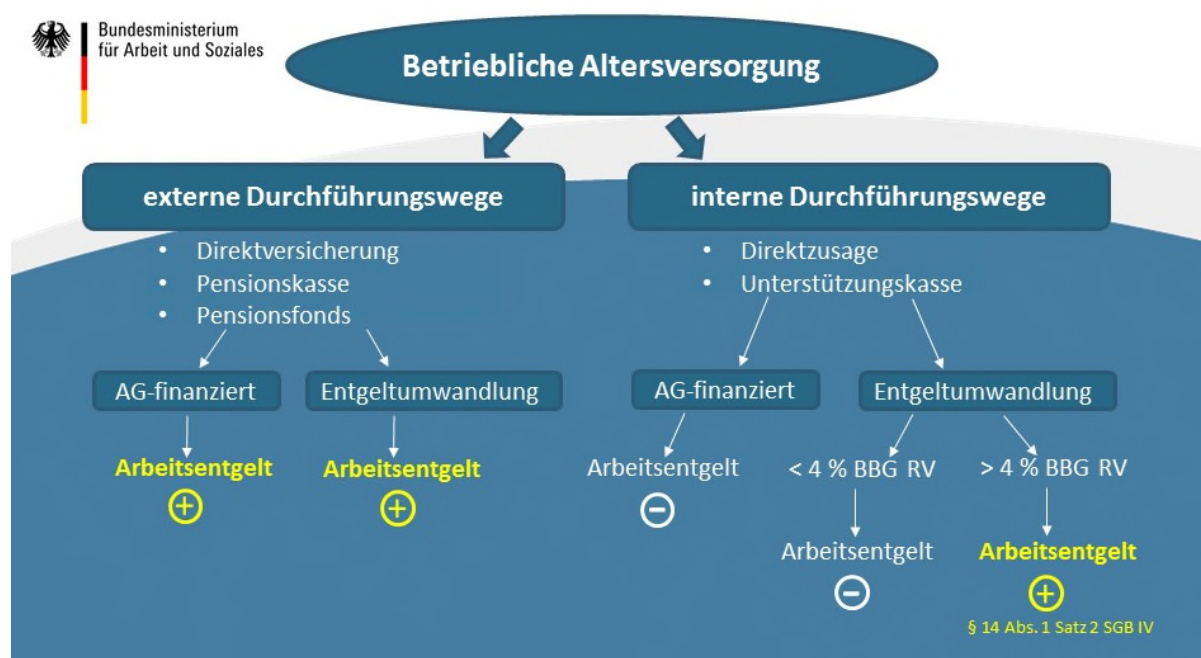 Bundesministerium
für Arbeit und Soziales
Betriebliche Altersversorgung
externe Durchführungswege
• Direktversicherung
• Pensionskasse
• Pensionsfonds
AG-finanziert
Entgeltumwandlung
Arbeitsentgelt
+
Arbeitsentgelt
+
interne Durchführungswege
• Direktzusage
• Unterstützungskasse
AG-finanziert
Entgeltumwandlung
Arbeitsentgelt
-
< 4 % BBG RV
> 4 % BBG RV
Arbeitsentgelt
-
Arbeitsentgelt
+
§ 14 Abs. 1 Satz 2 SGB IV